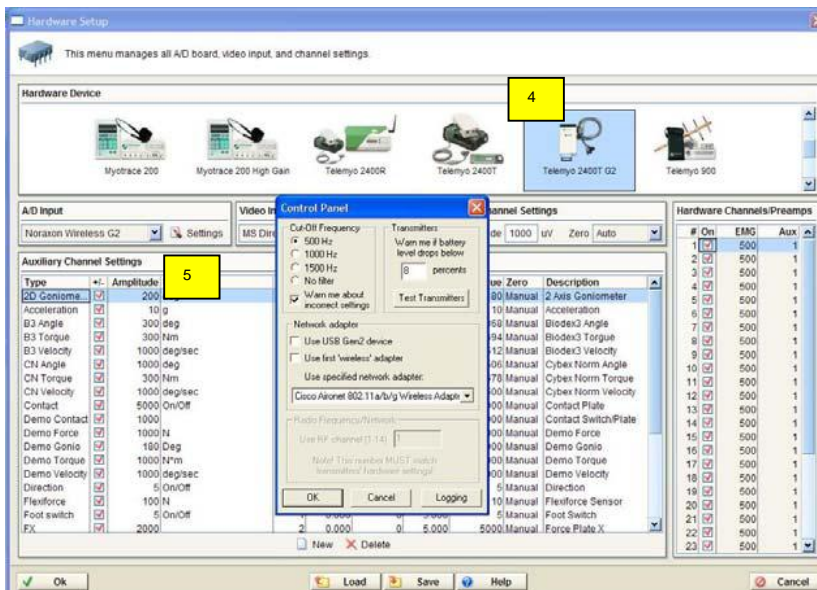 Hardware Setup
This menu manages all A/D board, video input, and channel settings.
Hardware Device
4
Myotrace 200
Myotrace 200 High Gain
Telemyo 2400R
Telemyo 2400T
Telemyo 2400T G2
Telemyo 900
A/D Input
Noraxon Wireless G2
Settings
MS Dir
1000 uV Zero Auto
Hardware Channels/Preamps
# On EMG Aux
1 500 1
2 500 1
3 500 1
4 500 1
5 500 1
6 500 1
7 500 1
8 500 1
9 500 1
10 500 1
11 500 1
12 500 1
13 500 1
14 500 1
15 500 1
16 500 1
17 500 1
18 500 1
19 500 1
20 500 1
21 500 1
22 500 1
23 500 1
Auxiliary Channel Settings
5
Type +/- Amplitude
Zero Description
2D Goniome... 200 80 Manual 2 Axis Goniometer
Acceleration 10 g 10 Manual Acceleration
B3 Angle 300 deg 68 Manual Biodex3 Angle
B3 Torque 300 Nm 94 Manual Biodex3 Torque
B3 Velocity 1000 deg/sec 12 Manual Biodex3 Velocity
CN Angle 1000 deg 06 Manual Cybex Norm Angle
CN Torque 300 Nm 78 Manual Cybex Norm Torque
CN Velocity 1000 deg/sec 00 Manual Cybex Norm Velocity
Contact 5000 On/Off 00 Manual Contact Plate
Demo Contact 1000 00 Manual Contact Switch/Plate
Demo Force 1000 N 00 Manual Demo Force
Demo Gonio 180 Deg 00 Manual Demo Gonio
Demo Torque 1000 N*m 00 Manual Demo Torque
Demo Velocity 1000 deg/sec 00 Manual Demo Velocity
Direction 5 On/Off 5 Manual Direction
Flexiforce 100 N 10 Manual Flexiforce Sensor
Foot switch 5 On/Off 5 Manual Foot Switch
FX 2000 2 0.000 0 5.000 5000 Manual Force Plate X
Control Panel
Cut-Off Frequency
500 Hz
1000 Hz
1500 Hz
No filter
Warn me about
incorrect settings
Transmitters
Warn me if battery
level drops below
8 percents
Test Transmitters
Network adapter
Use USB Gen2 device
Use first 'wireless' adapter
Use specified network adapter:
Cisco Aironet 802.11a/b/g Wireless Adapt
Radio Frequency/Network
Use RF channel (1-14) 1
Note! This number MUST match
transmitters' hardware settings!
OK
Cancel
Logging
New
Delete
Ok
Load
Save
Help
Cancel